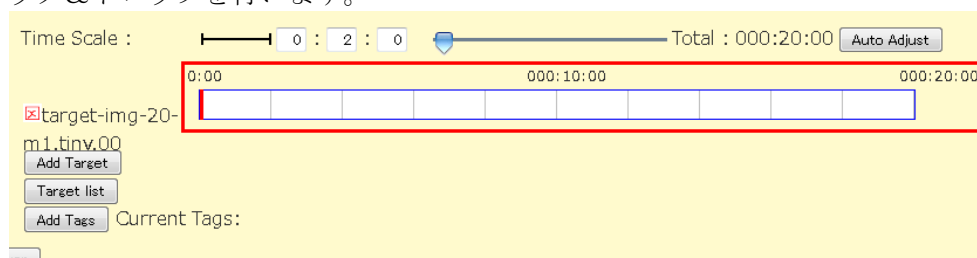 Time Scale : 0 : 2 : 0 Total : 000:20:00 Auto Adjust
0:00 000:10:00 000:20:00
target-img-20-
m1.tiny.00
Add Target
Target list
Add Tags Current Tags: